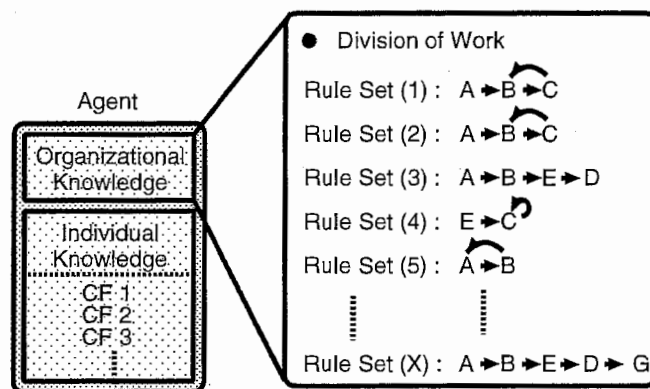 Agent
Organizational
Knowledge
Individual
Knowledge
CF 1
CF 2
CF 3
● Division of Work
Rule Set (1) : A → B → C
Rule Set (2) : A → B → C
Rule Set (3) : A → B → E → D
Rule Set (4) : E → C
Rule Set (5) : A → B
Rule Set (X) : A → B → E → D → G